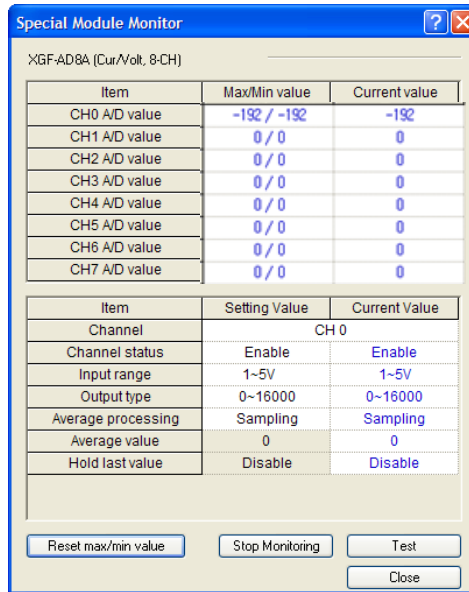 Special Module Monitor
XGF-AD8A (Cur/Volt, 8-CH)
Item Max/Min value Current value
CH0 A/D value -192 / -192 -192
CH1 A/D value 0 / 0 0
CH2 A/D value 0 / 0 0
CH3 A/D value 0 / 0 0
CH4 A/D value 0 / 0 0
CH5 A/D value 0 / 0 0
CH6 A/D value 0 / 0 0
CH7 A/D value 0 / 0 0
Item Setting Value Current Value
Channel CH 0
Channel status Enable Enable
Input range 1~5V 1~5V
Output type 0~16000 0~16000
Average processing Sampling Sampling
Average value 0 0
Hold last value Disable Disable
Reset max/min value Stop Monitoring Test
Close